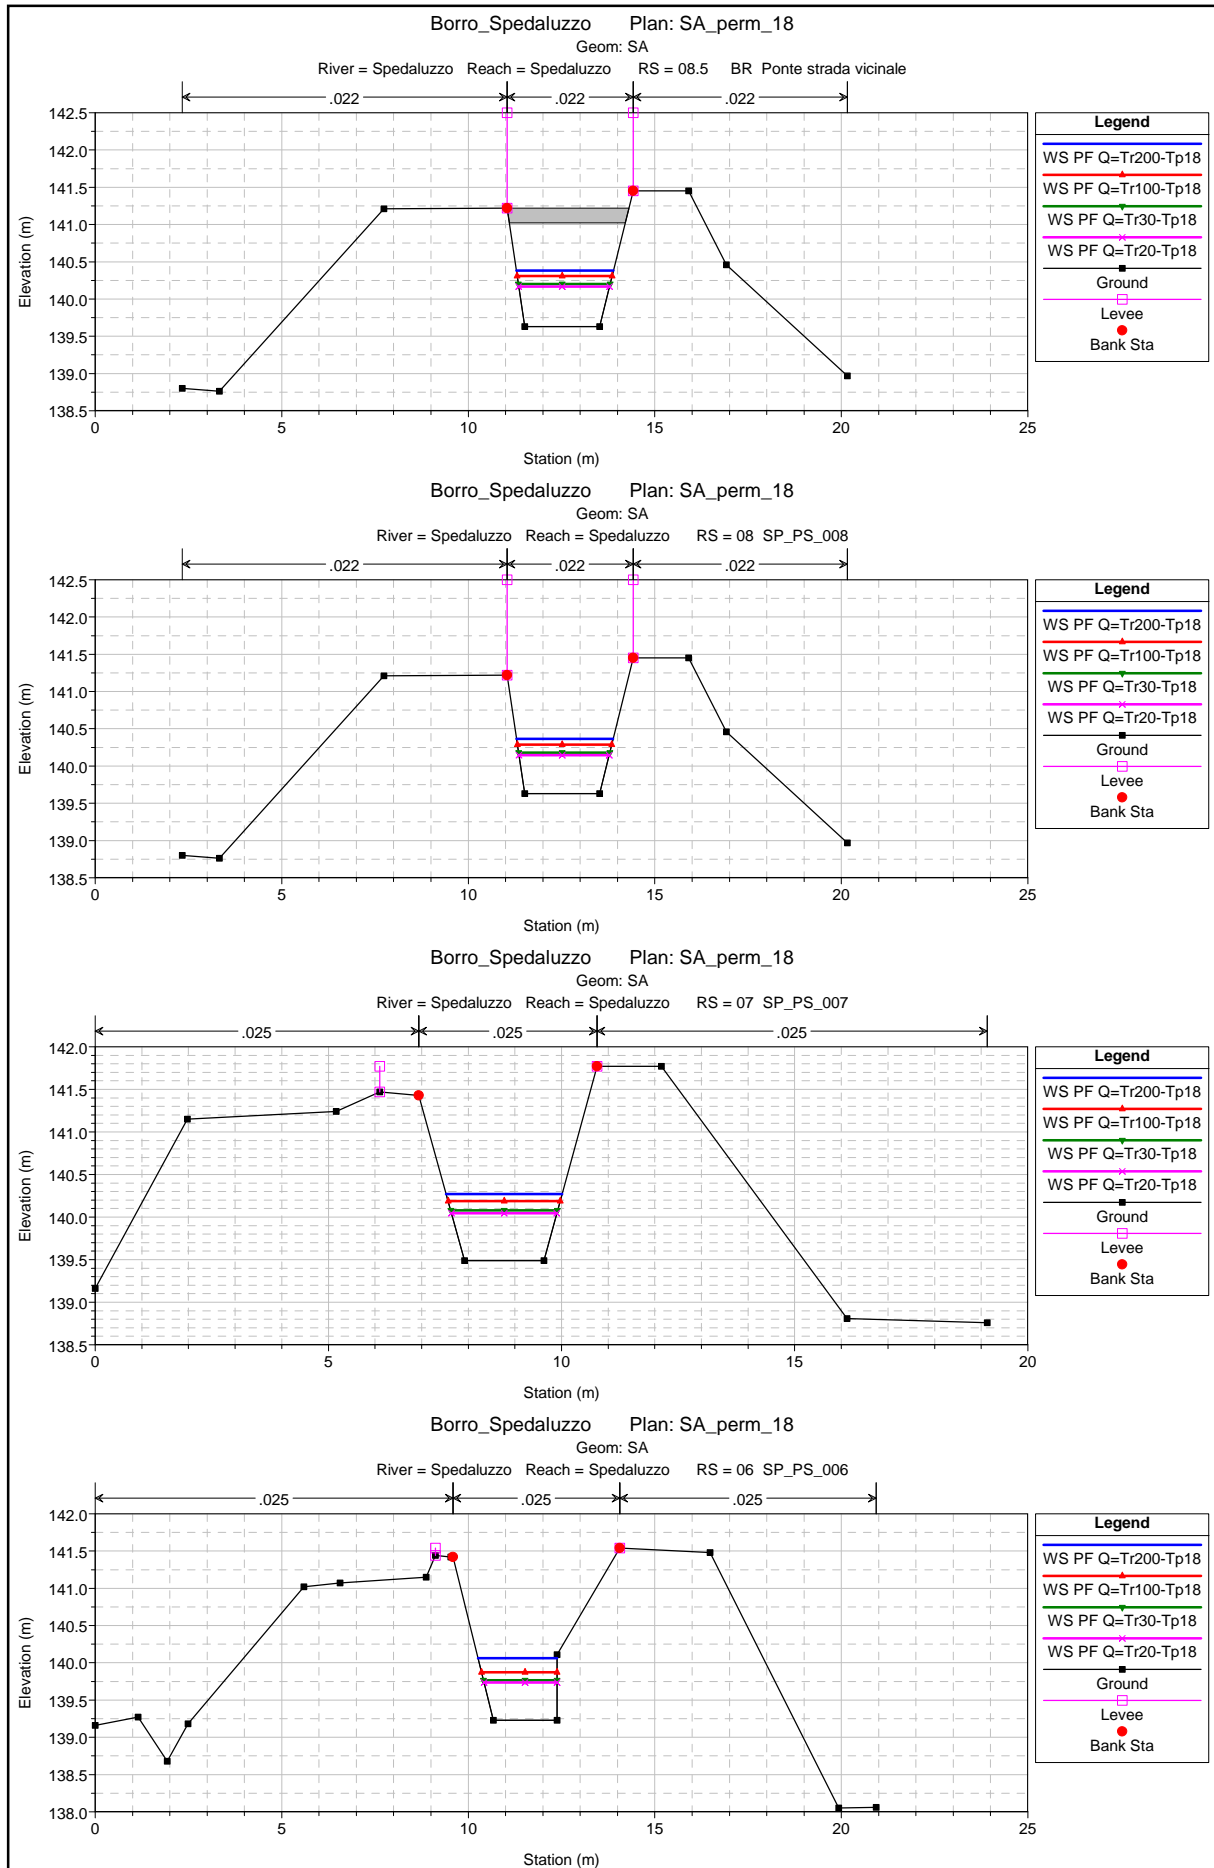 Borro_Spedaluzzo Plan: SA_perm_18
Geom: SA
River = Spedaluzzo Reach = Spedaluzzo RS = 08.5 BR Ponte strada vicinale
.022 .022 .022
142.5
142.0
141.5
141.0
140.5
140.0
139.5
139.0
138.5
Elevation (m)
0 5 10 15 20 25
Station (m)
Legend
WS PF Q=Tr200-Tp18
WS PF Q=Tr100-Tp18
WS PF Q=Tr30-Tp18
WS PF Q=Tr20-Tp18
Ground
Levee
Bank Sta
Borro_Spedaluzzo Plan: SA_perm_18
Geom: SA
River = Spedaluzzo Reach = Spedaluzzo RS = 08 SP_PS_008
.022 .022 .022
142.5
142.0
141.5
141.0
140.5
140.0
139.5
139.0
138.5
Elevation (m)
0 5 10 15 20 25
Station (m)
Legend
WS PF Q=Tr200-Tp18
WS PF Q=Tr100-Tp18
WS PF Q=Tr30-Tp18
WS PF Q=Tr20-Tp18
Ground
Levee
Bank Sta
Borro_Spedaluzzo Plan: SA_perm_18
Geom: SA
River = Spedaluzzo Reach = Spedaluzzo RS = 07 SP_PS_007
.025 .025 .025
142.0
141.5
141.0
140.5
140.0
139.5
139.0
138.5
Elevation (m)
0 5 10 15 20
Station (m)
Legend
WS PF Q=Tr200-Tp18
WS PF Q=Tr100-Tp18
WS PF Q=Tr30-Tp18
WS PF Q=Tr20-Tp18
Ground
Levee
Bank Sta
Borro_Spedaluzzo Plan: SA_perm_18
Geom: SA
River = Spedaluzzo Reach = Spedaluzzo RS = 06 SP_PS_006
.025 .025 .025
142.0
141.5
141.0
140.5
140.0
139.5
139.0
138.5
138.0
Elevation (m)
0 5 10 15 20 25
Station (m)
Legend
WS PF Q=Tr200-Tp18
WS PF Q=Tr100-Tp18
WS PF Q=Tr30-Tp18
WS PF Q=Tr20-Tp18
Ground
Levee
Bank Sta